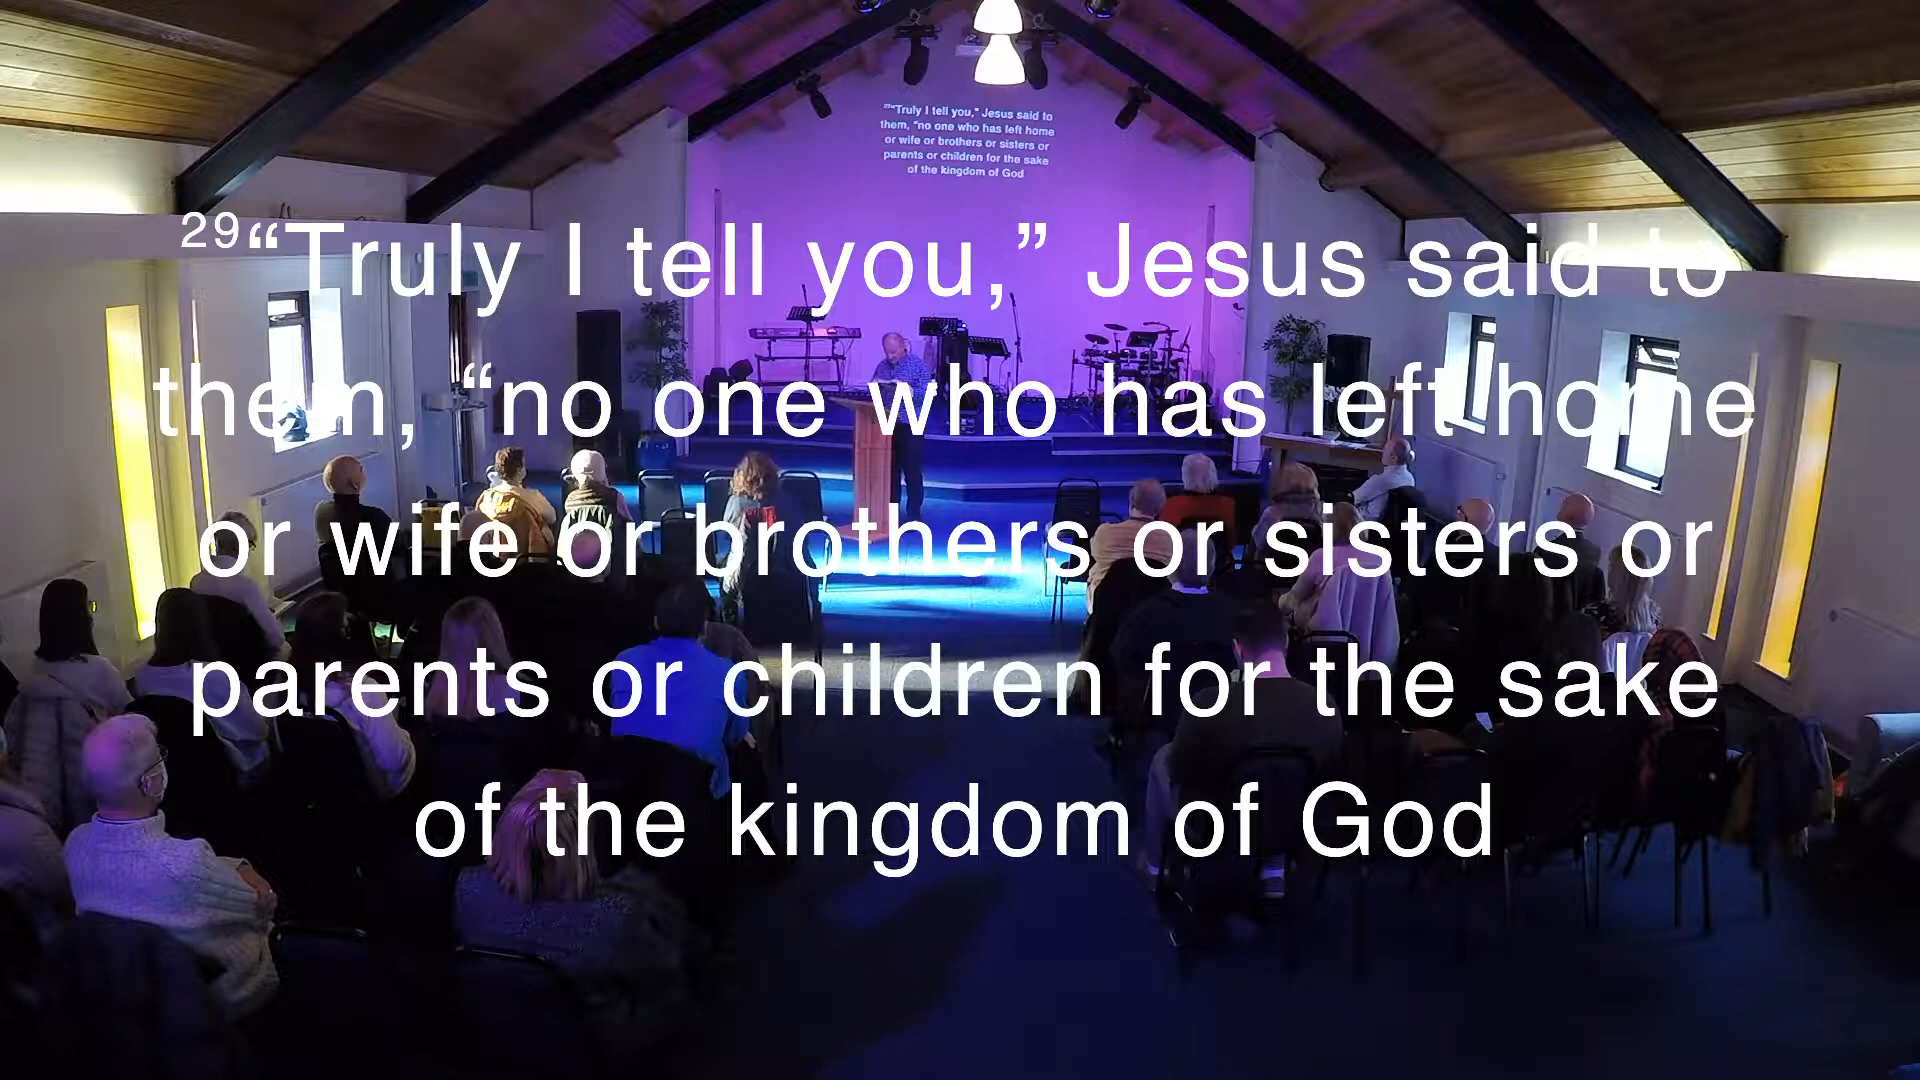 29“Truly I tell you,” Jesus said to
them, “no one who has left home
or wife or brothers or sisters or
parents or children for the sake
of the kingdom of God
29“Truly I tell you,” Jesus said to
them, “no one who has left home
or wife or brothers or sisters or
parents or children for the sake
of the kingdom of God